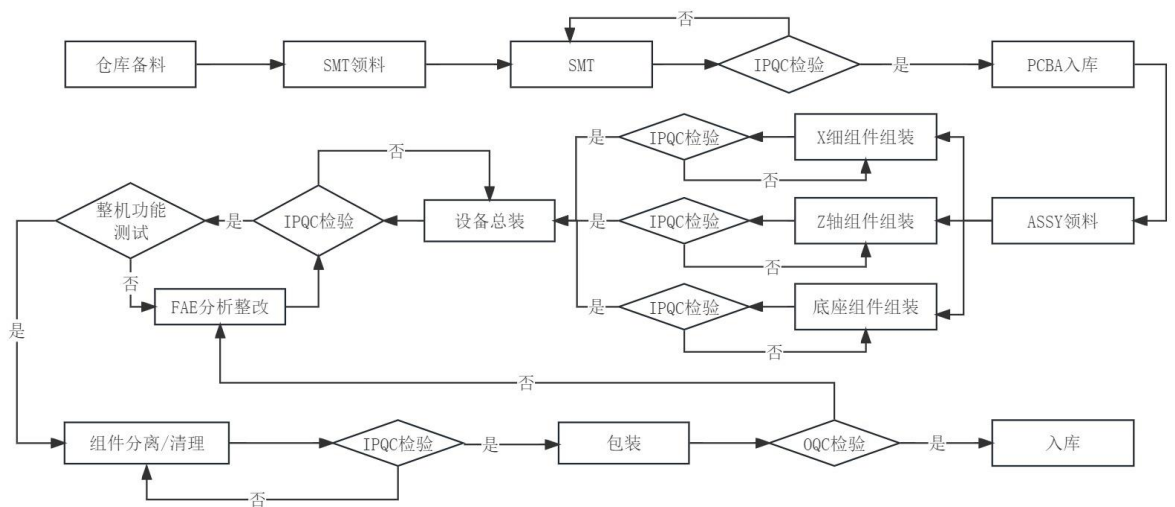 否
仓库备料
SMT领料
SMT
IPQC检验
是
PCBA入库
是
IPQC检验
X细组件组装
否
否
整机功能
测试
是
IPQC检验
设备总装
是
IPQC检验
Z轴组件组装
ASSY领料
否
否
FAE分析整改
是
IPQC检验
底座组件组装
是
否
否
组件分离/清理
IPQC检验
是
包装
OQC检验
是
入库
否